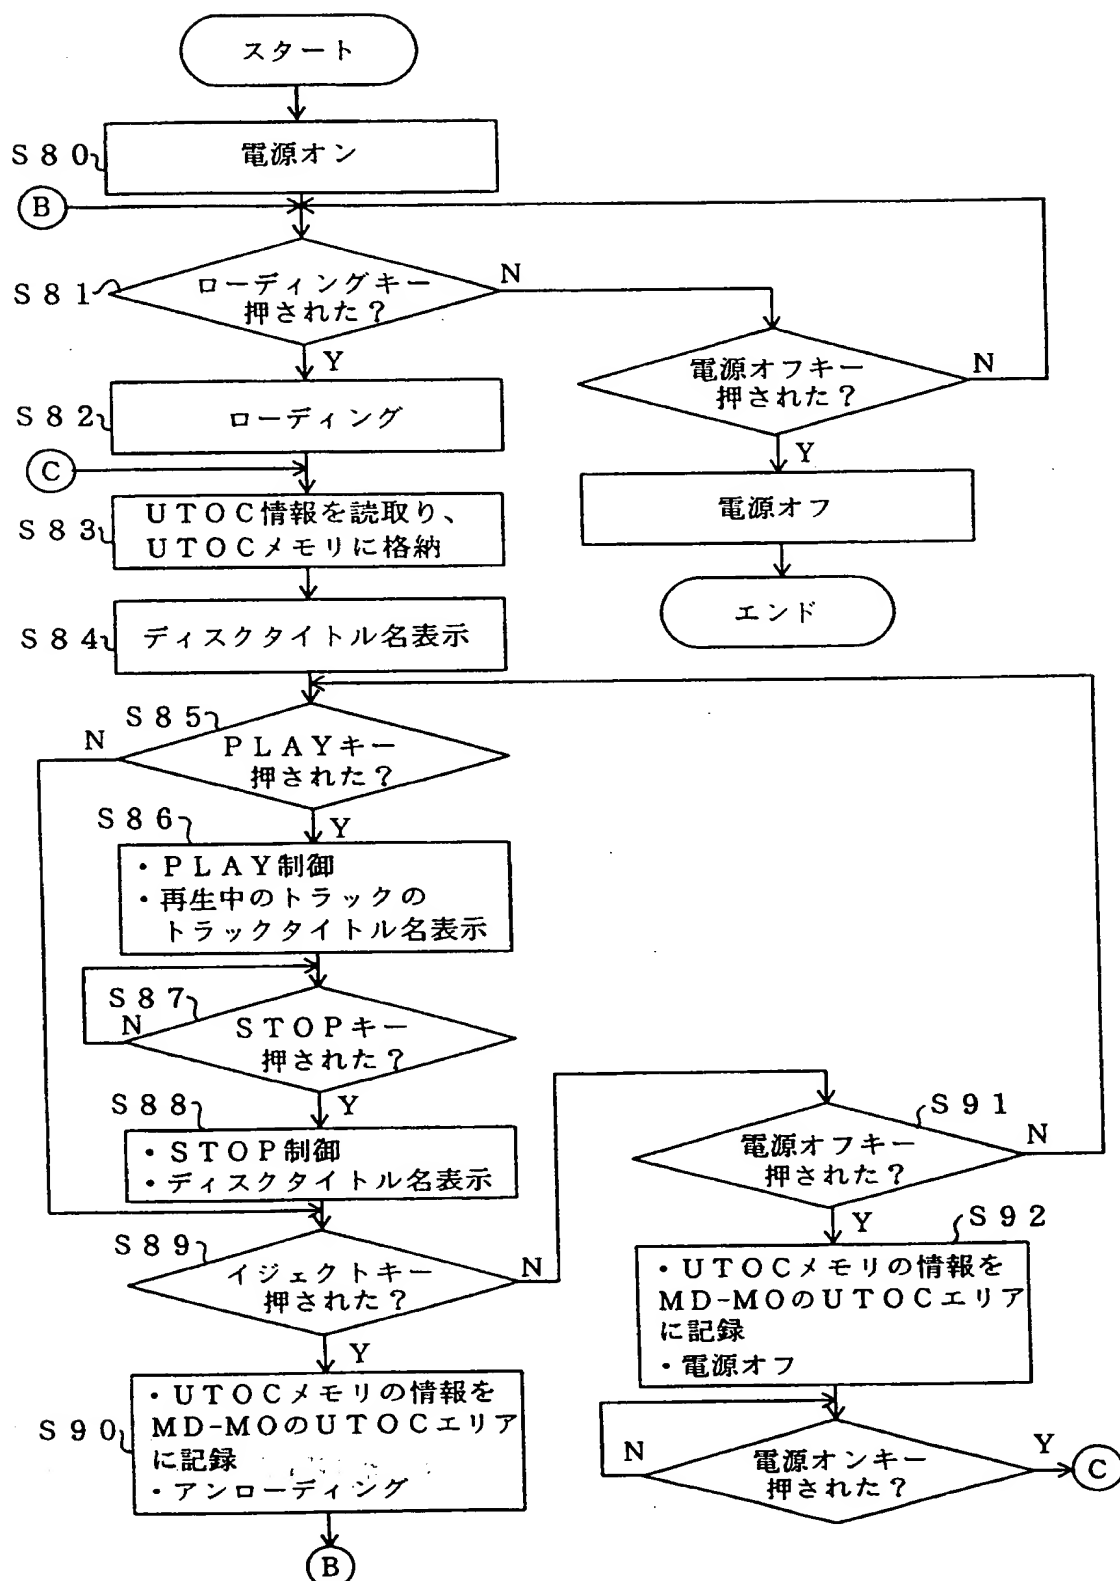 スタート
S80
電源オン
B
S81
ローディングキー
押された?
N
Y
電源オフキー
押された?
N
Y
S82
ローディング
電源オフ
C
S83
UTOC情報を読取り、
UTOCメモリに格納
エンド
S84
ディスクタイトル名表示
S85
N
PLAYキー
押された?
Y
S86
・PLAY制御
・再生中のトラックの
トラックタイトル名表示
S87
N
STOPキー
押された?
Y
S88
・STOP制御
・ディスクタイトル名表示
S89
イジェクトキー
押された?
N
Y
S90
・UTOCメモリの情報を
MD-MOのUTOCエリア
に記録
・アンローディング
B
S91
電源オフキー
押された?
N
Y
S92
・UTOCメモリの情報を
MD-MOのUTOCエリア
に記録
・電源オフ
N
電源オンキー
押された?
Y
C